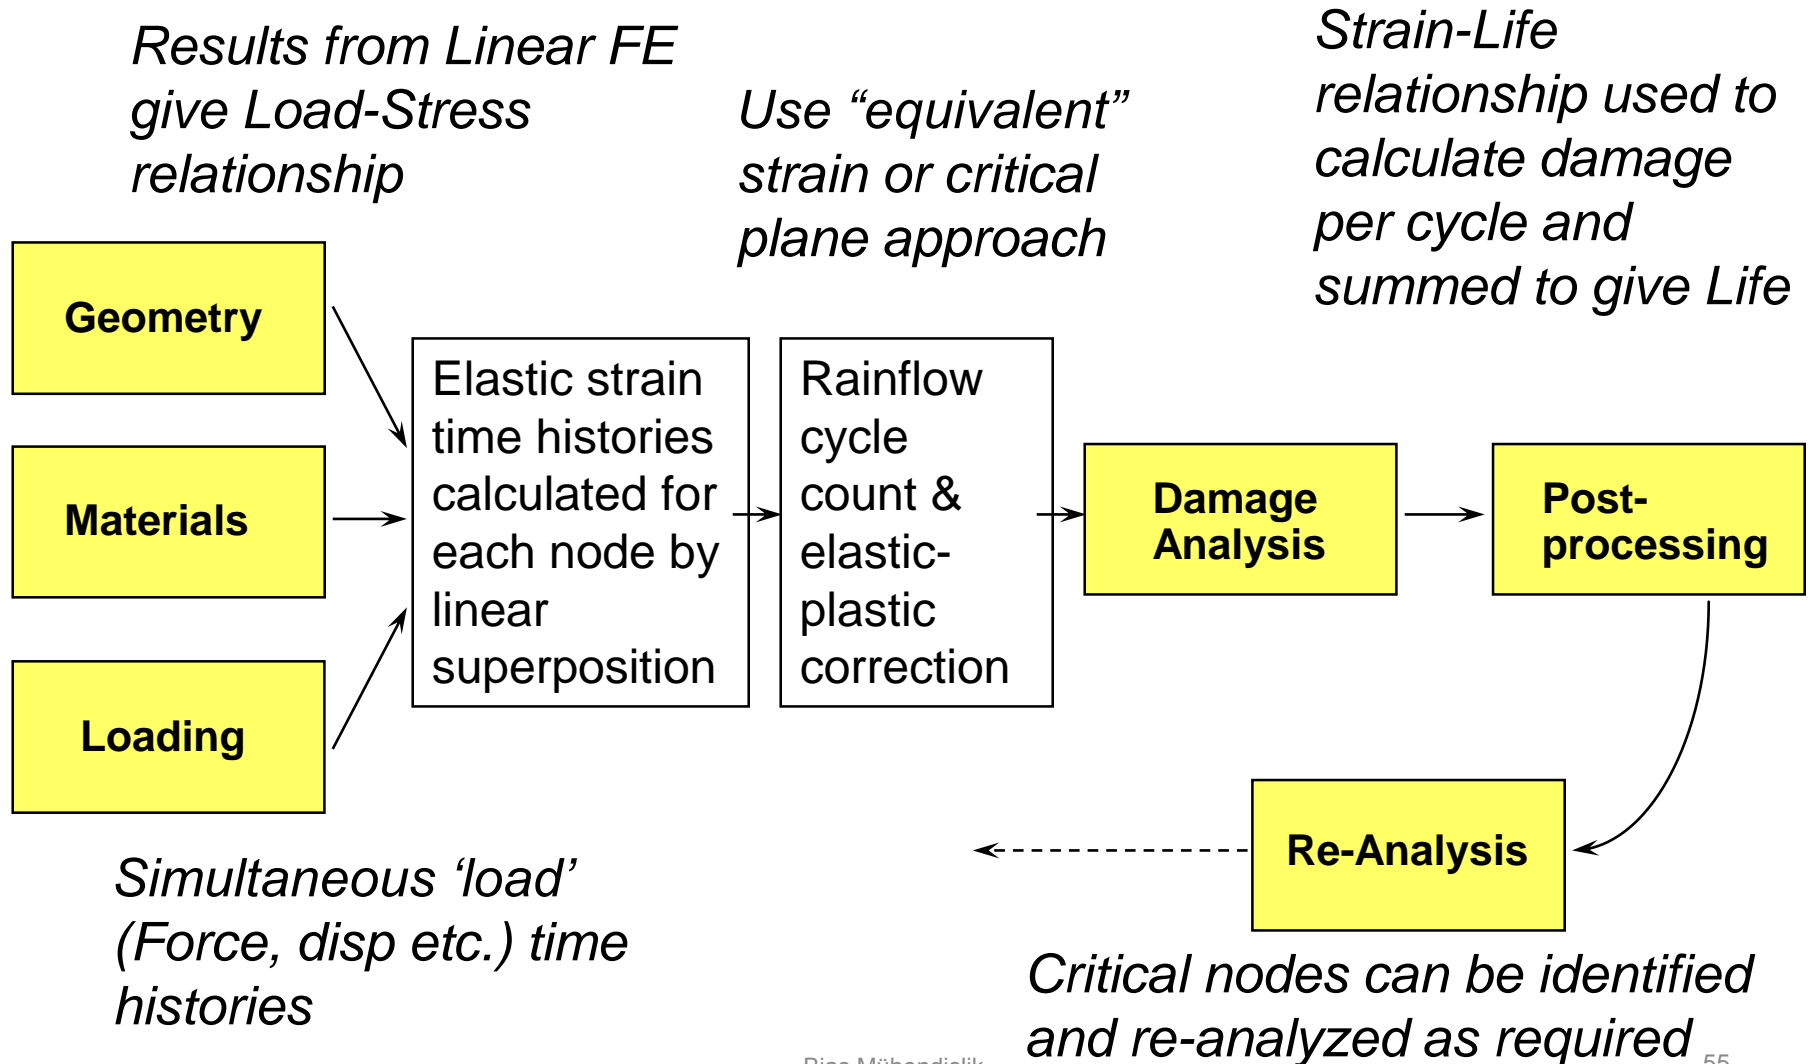 Results from Linear FE
give Load-Stress
relationship
Use “equivalent”
strain or critical
plane approach
Strain-Life
relationship used to
calculate damage
per cycle and
summed to give Life
Geometry
Materials
Loading
Elastic strain
time histories
calculated for
each node by
linear
superposition
Rainflow
cycle
count &
elastic-
plastic
correction
Damage
Analysis
Post-
processing
Re-Analysis
Simultaneous ‘load’
(Force, disp etc.) time
histories
Critical nodes can be identified
and re-analyzed as required
Mühendislik
55